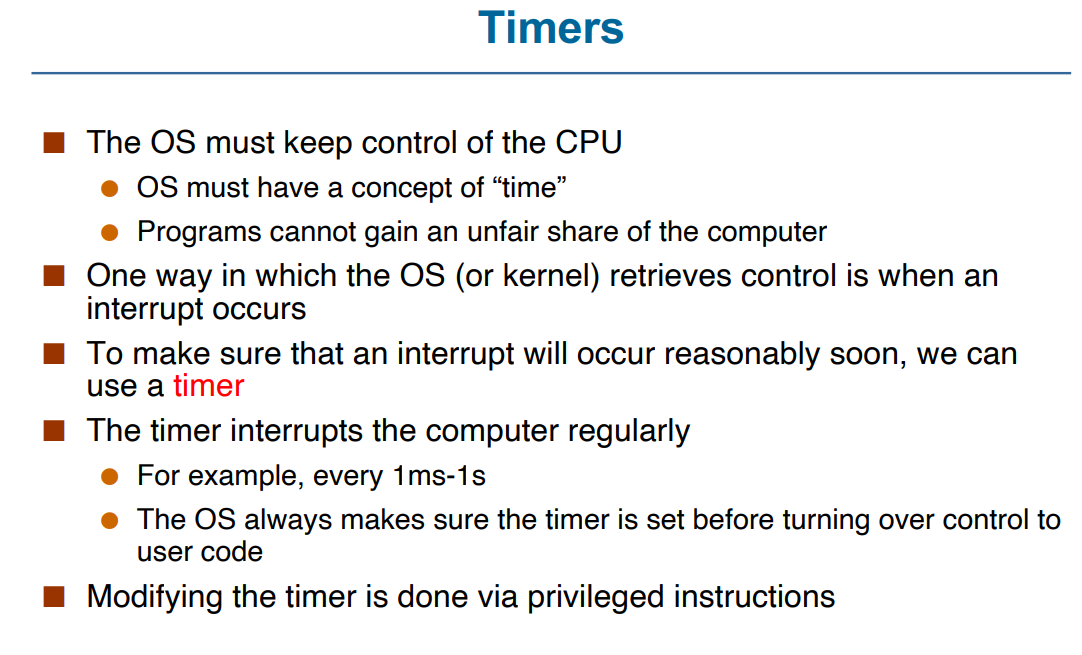 Timers
The OS must keep control of the CPU
OS must have a concept of “time”
Programs cannot gain an unfair share of the computer
One way in which the OS (or kernel) retrieves control is when an
interrupt occurs
To make sure that an interrupt will occur reasonably soon, we can
use a timer
The timer interrupts the computer regularly
For example, every 1ms-1s
The OS always makes sure the timer is set before turning over control to
user code
Modifying the timer is done via privileged instructions